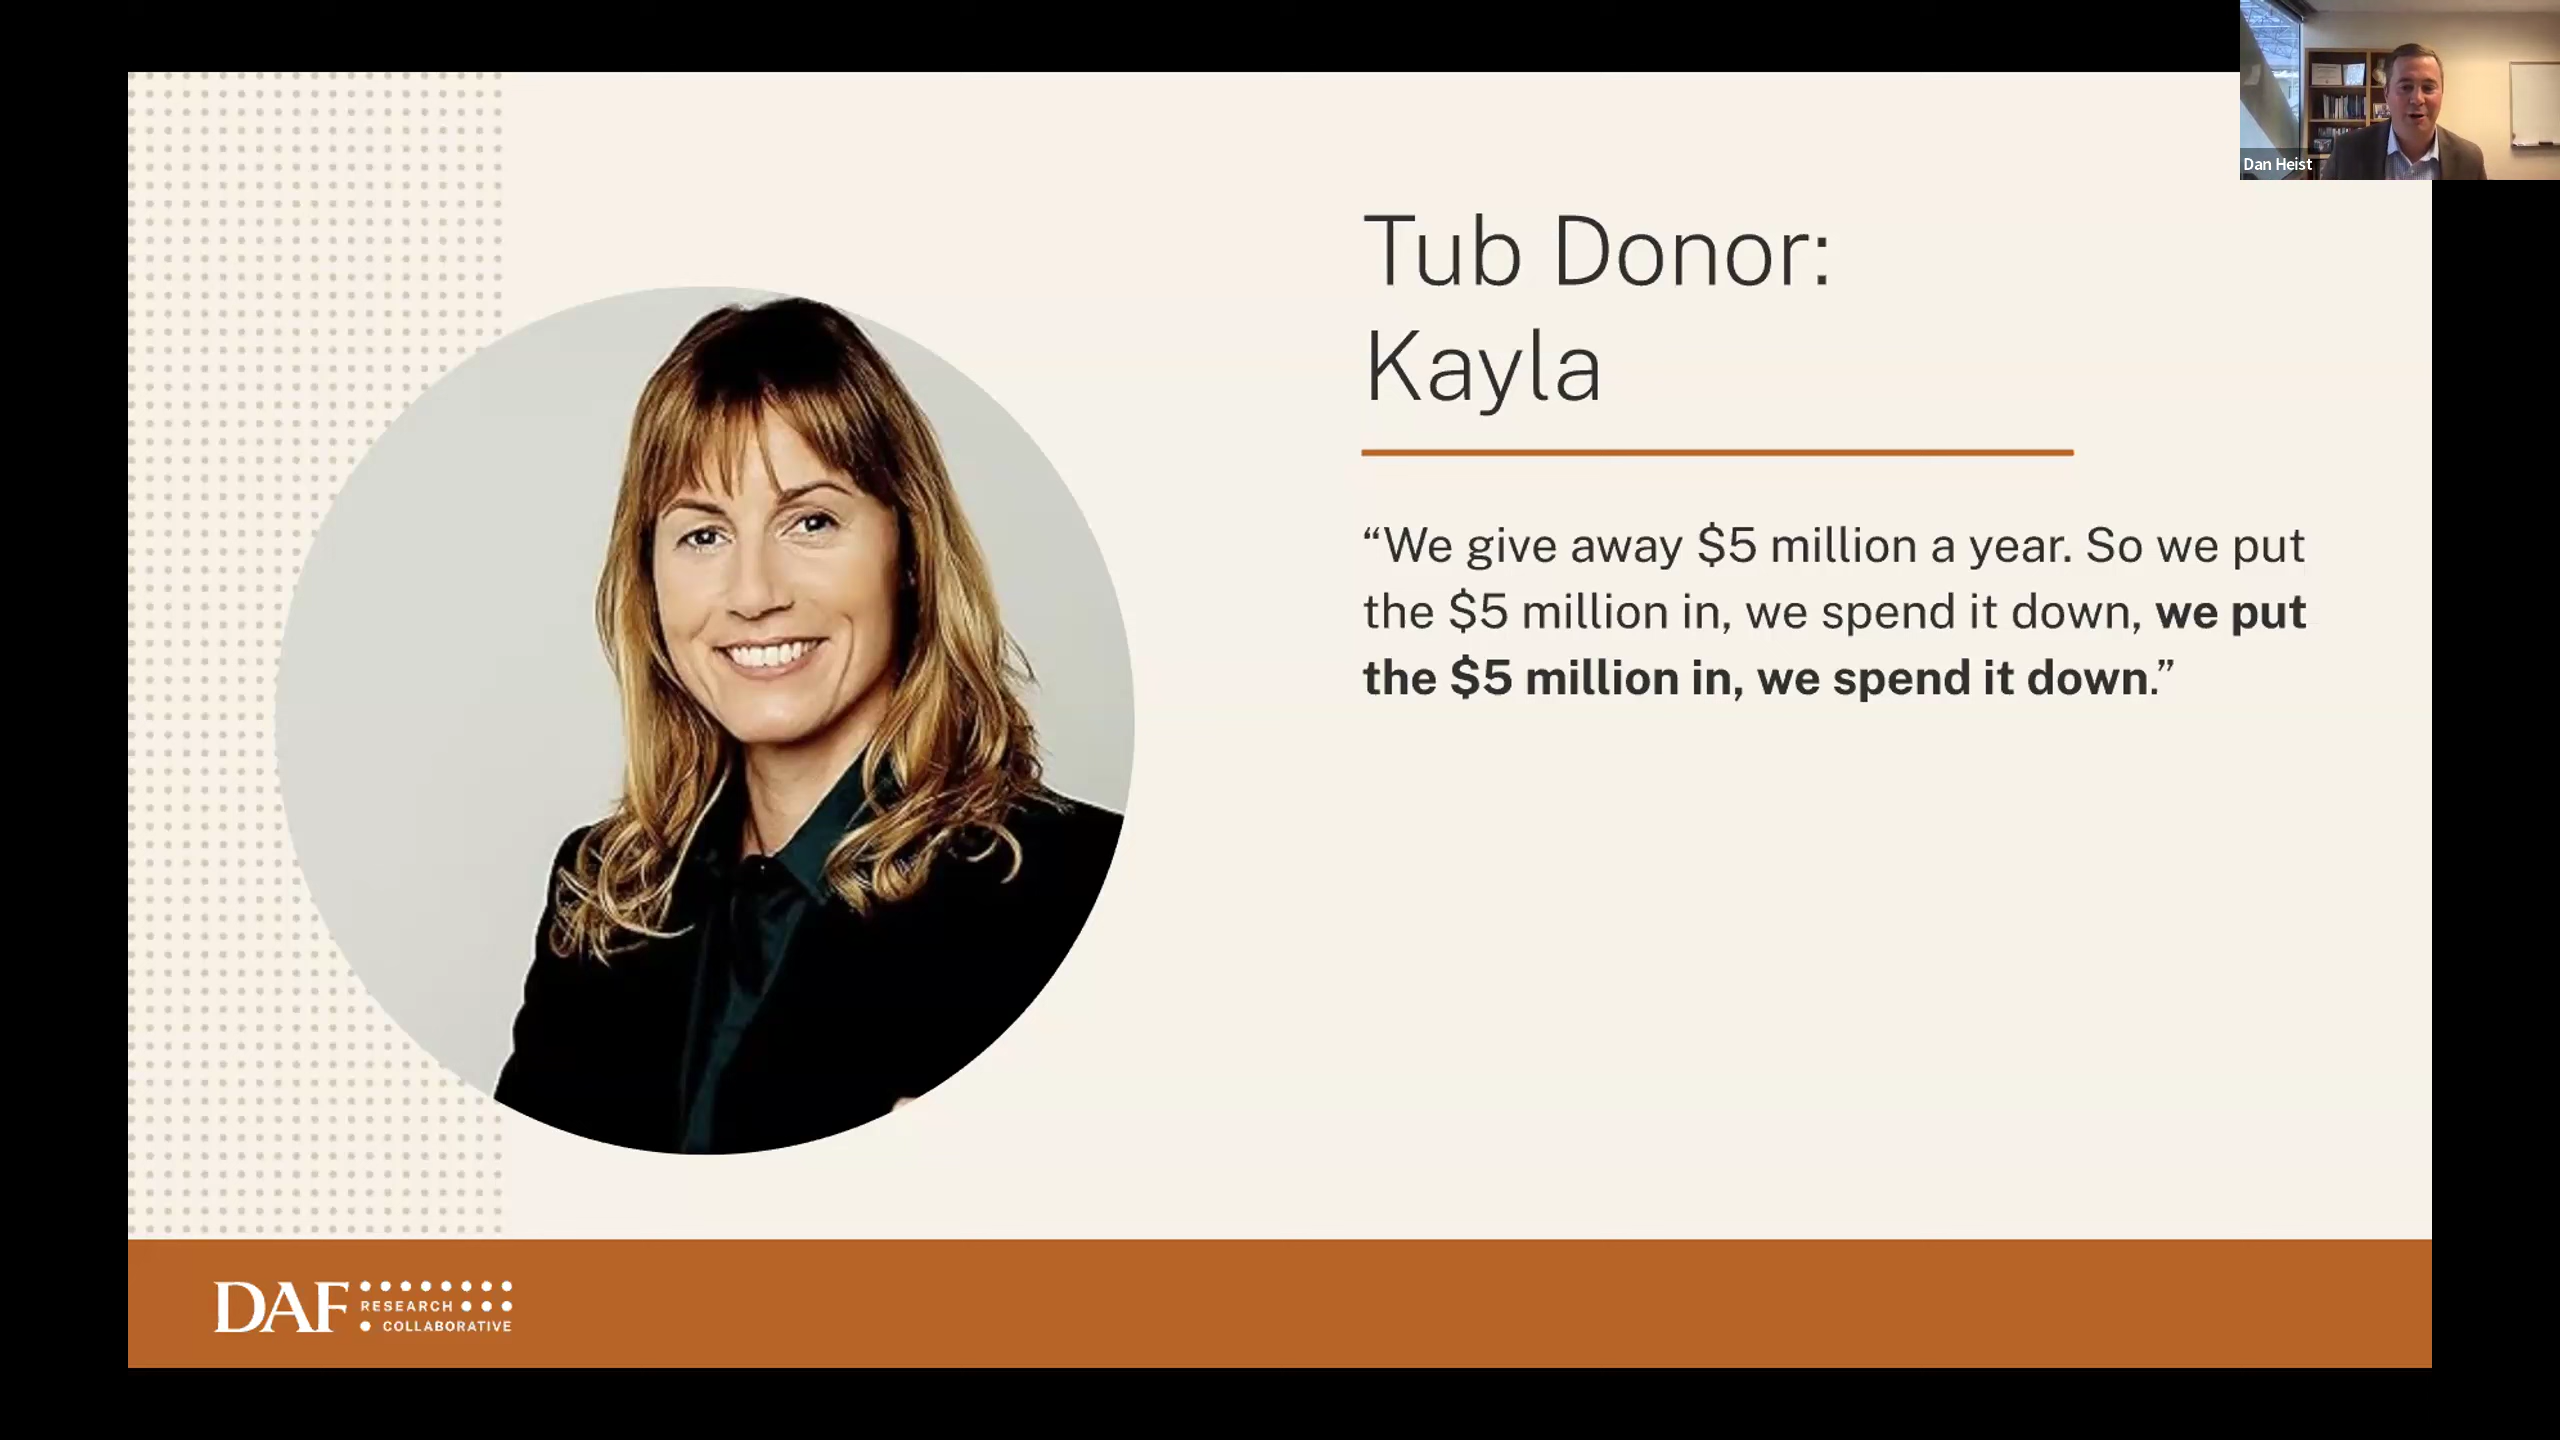 Dan Heist
Tub Donor:
Kayla
“We give away $5 million a year. So we put
the $5 million in, we spend it down, we put
the $5 million in, we spend it down.”
DAF RESEARCH
COLLABORATIVE